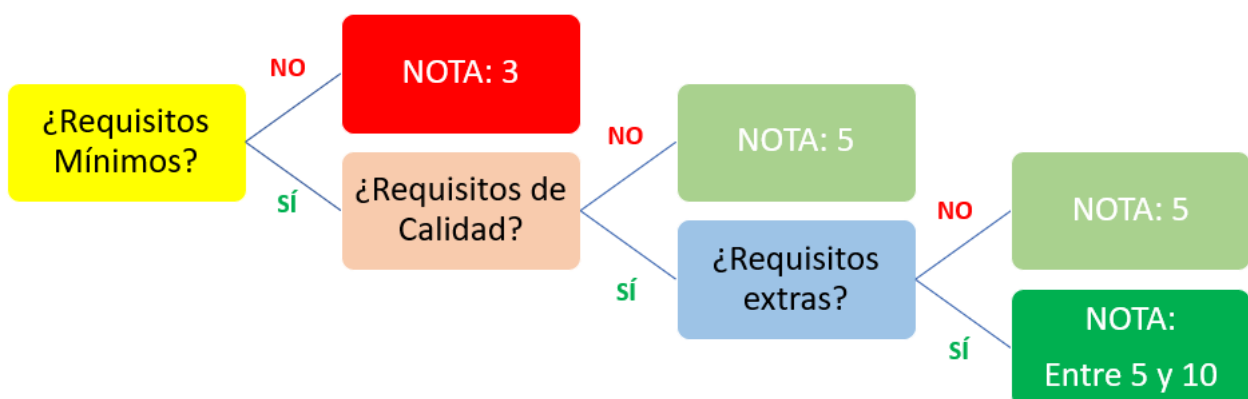 ¿Requisitos
Mínimos?
NO
NOTA: 3
SÍ
¿Requisitos de
Calidad?
NO
NOTA: 5
SÍ
¿Requisitos
extras?
NO
NOTA: 5
SÍ
NOTA:
Entre 5 y 10